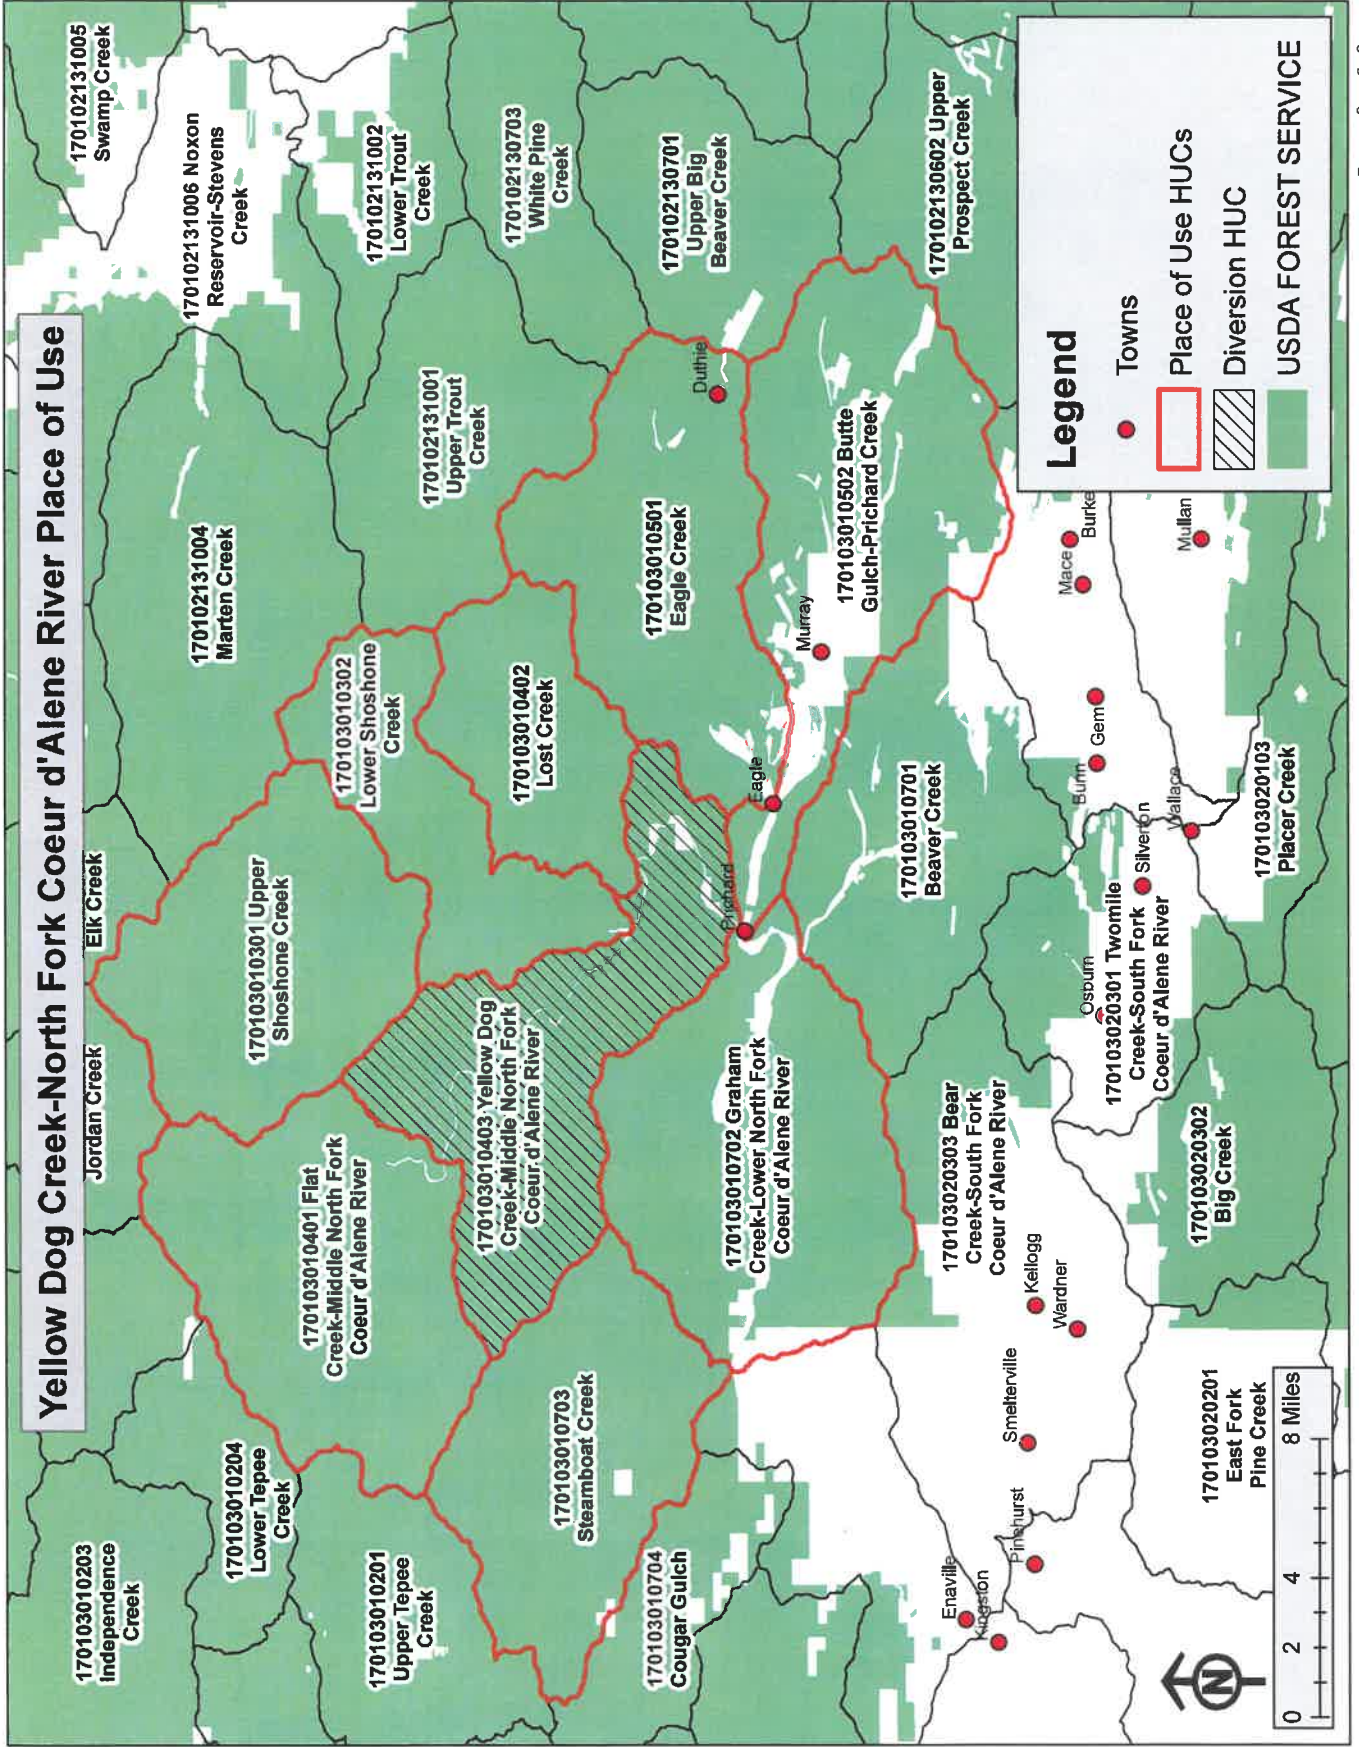 Yellow Dog Creek-North Fork Coeur d'Alene River Place of Use
170102131005
Swamp Creek
170102131006 Noxon
Reservoir-Stevens
Creek
170102131002
Lower Trout
Creek
170102130703
White Pine
Creek
170102130701
Upper Big
Beaver Creek
170102130602 Upper
Prospect Creek
170102131004
Marten Creek
170102131001
Upper Trout
Creek
Elk Creek
Jordan Creek
170103010301 Upper
Shoshone Creek
170103010302
Lower Shoshone
Creek
170103010402
Lost Creek
170103010501
Eagle Creek
Duthie
170103010502 Butte
Gulch-Prichard Creek
Murray
Eagle
Prichard
170103010401 Flat
Creek-Middle North Fork
Coeur d'Alene River
170103010403 Yellow Dog
Creek-Middle North Fork
Coeur d'Alene River
170103010702 Graham
Creek-Lower North Fork
Coeur d'Alene River
170103010701
Beaver Creek
170103010203
Independence
Creek
170103010204
Lower Tepee
Creek
170103010201
Upper Tepee
Creek
170103010703
Steamboat Creek
170103010704
Cougar Gulch
170103020303 Bear
Creek-South Fork
Coeur d'Alene River
170103020301 Twomile
Creek-South Fork
Coeur d'Alene River
170103020302
Big Creek
170103020103
Placer Creek
170103020201
East Fork
Pine Creek
Enaville
Kingston
Pinehurst
Smelterville
Kellogg
Wardner
Osburn
Silverton
Wallace
Gem
Mace
Burke
Mullan
Legend
Towns
Place of Use HUCs
Diversion HUC
USDA FOREST SERVICE
N
0 2 4 8 Miles